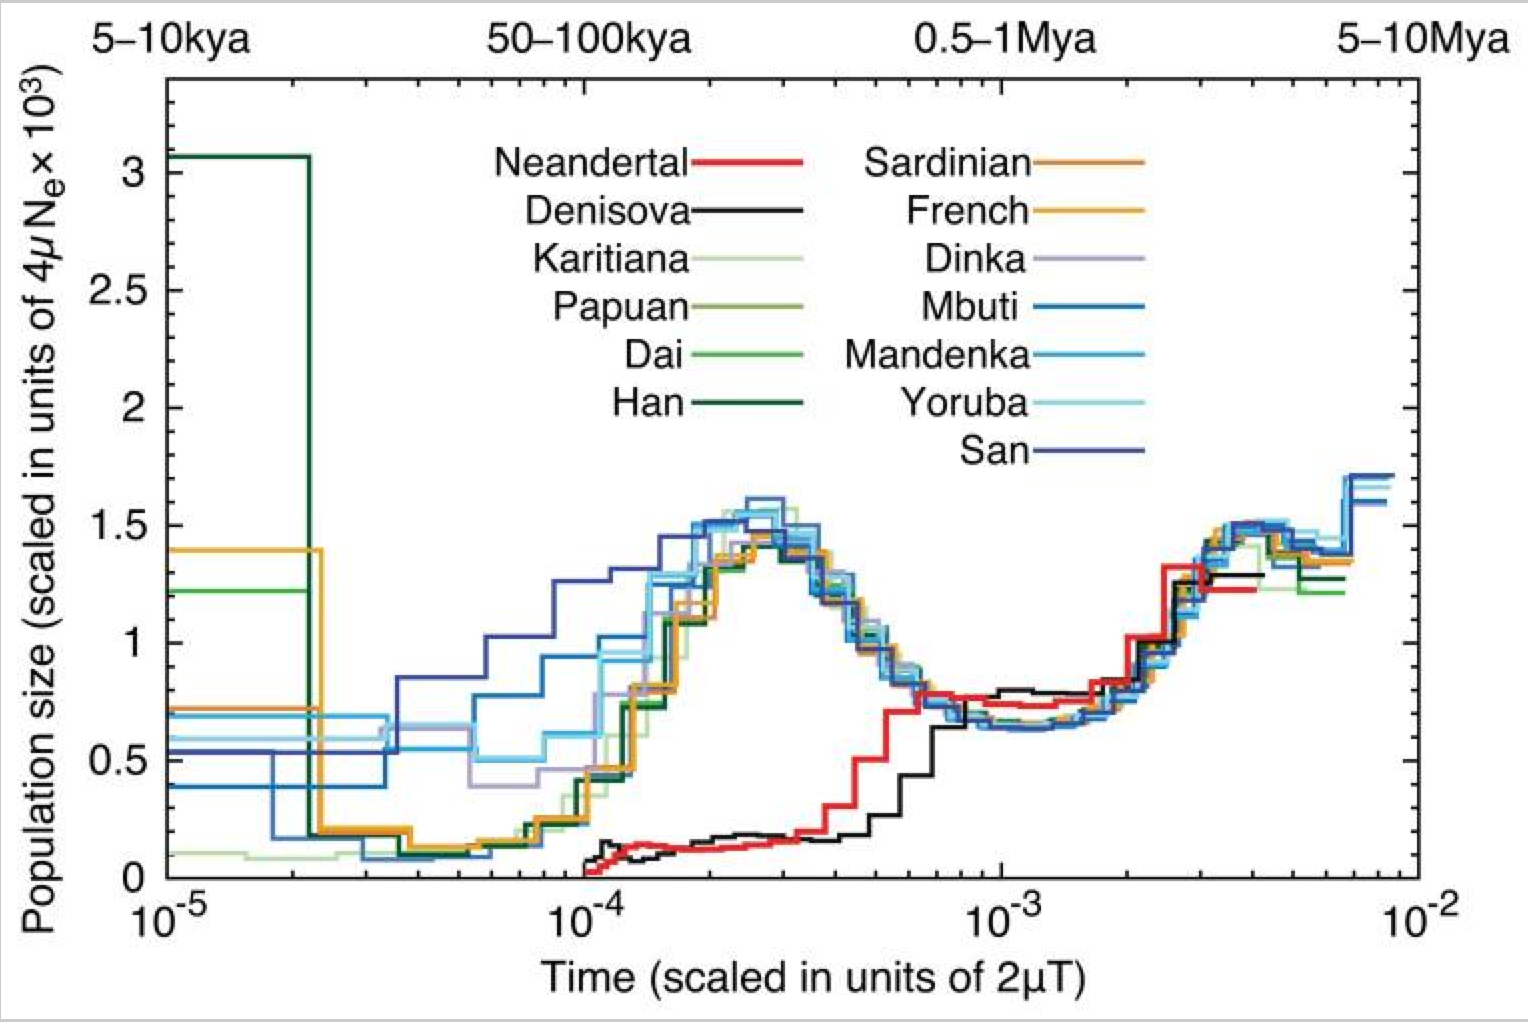 5–10kya 50–100kya 0.5–1Mya 5–10Mya
Population size (scaled in units of 4μNe× 10³)
3
2.5
2
1.5
1
0.5
0
Neandertal
Denisova
Karitiana
Papuan
Dai
Han
Sardinian
French
Dinka
Mbuti
Mandenka
Yoruba
San
10⁻⁵ 10⁻⁴ 10⁻³ 10⁻²
Time (scaled in units of 2μT)